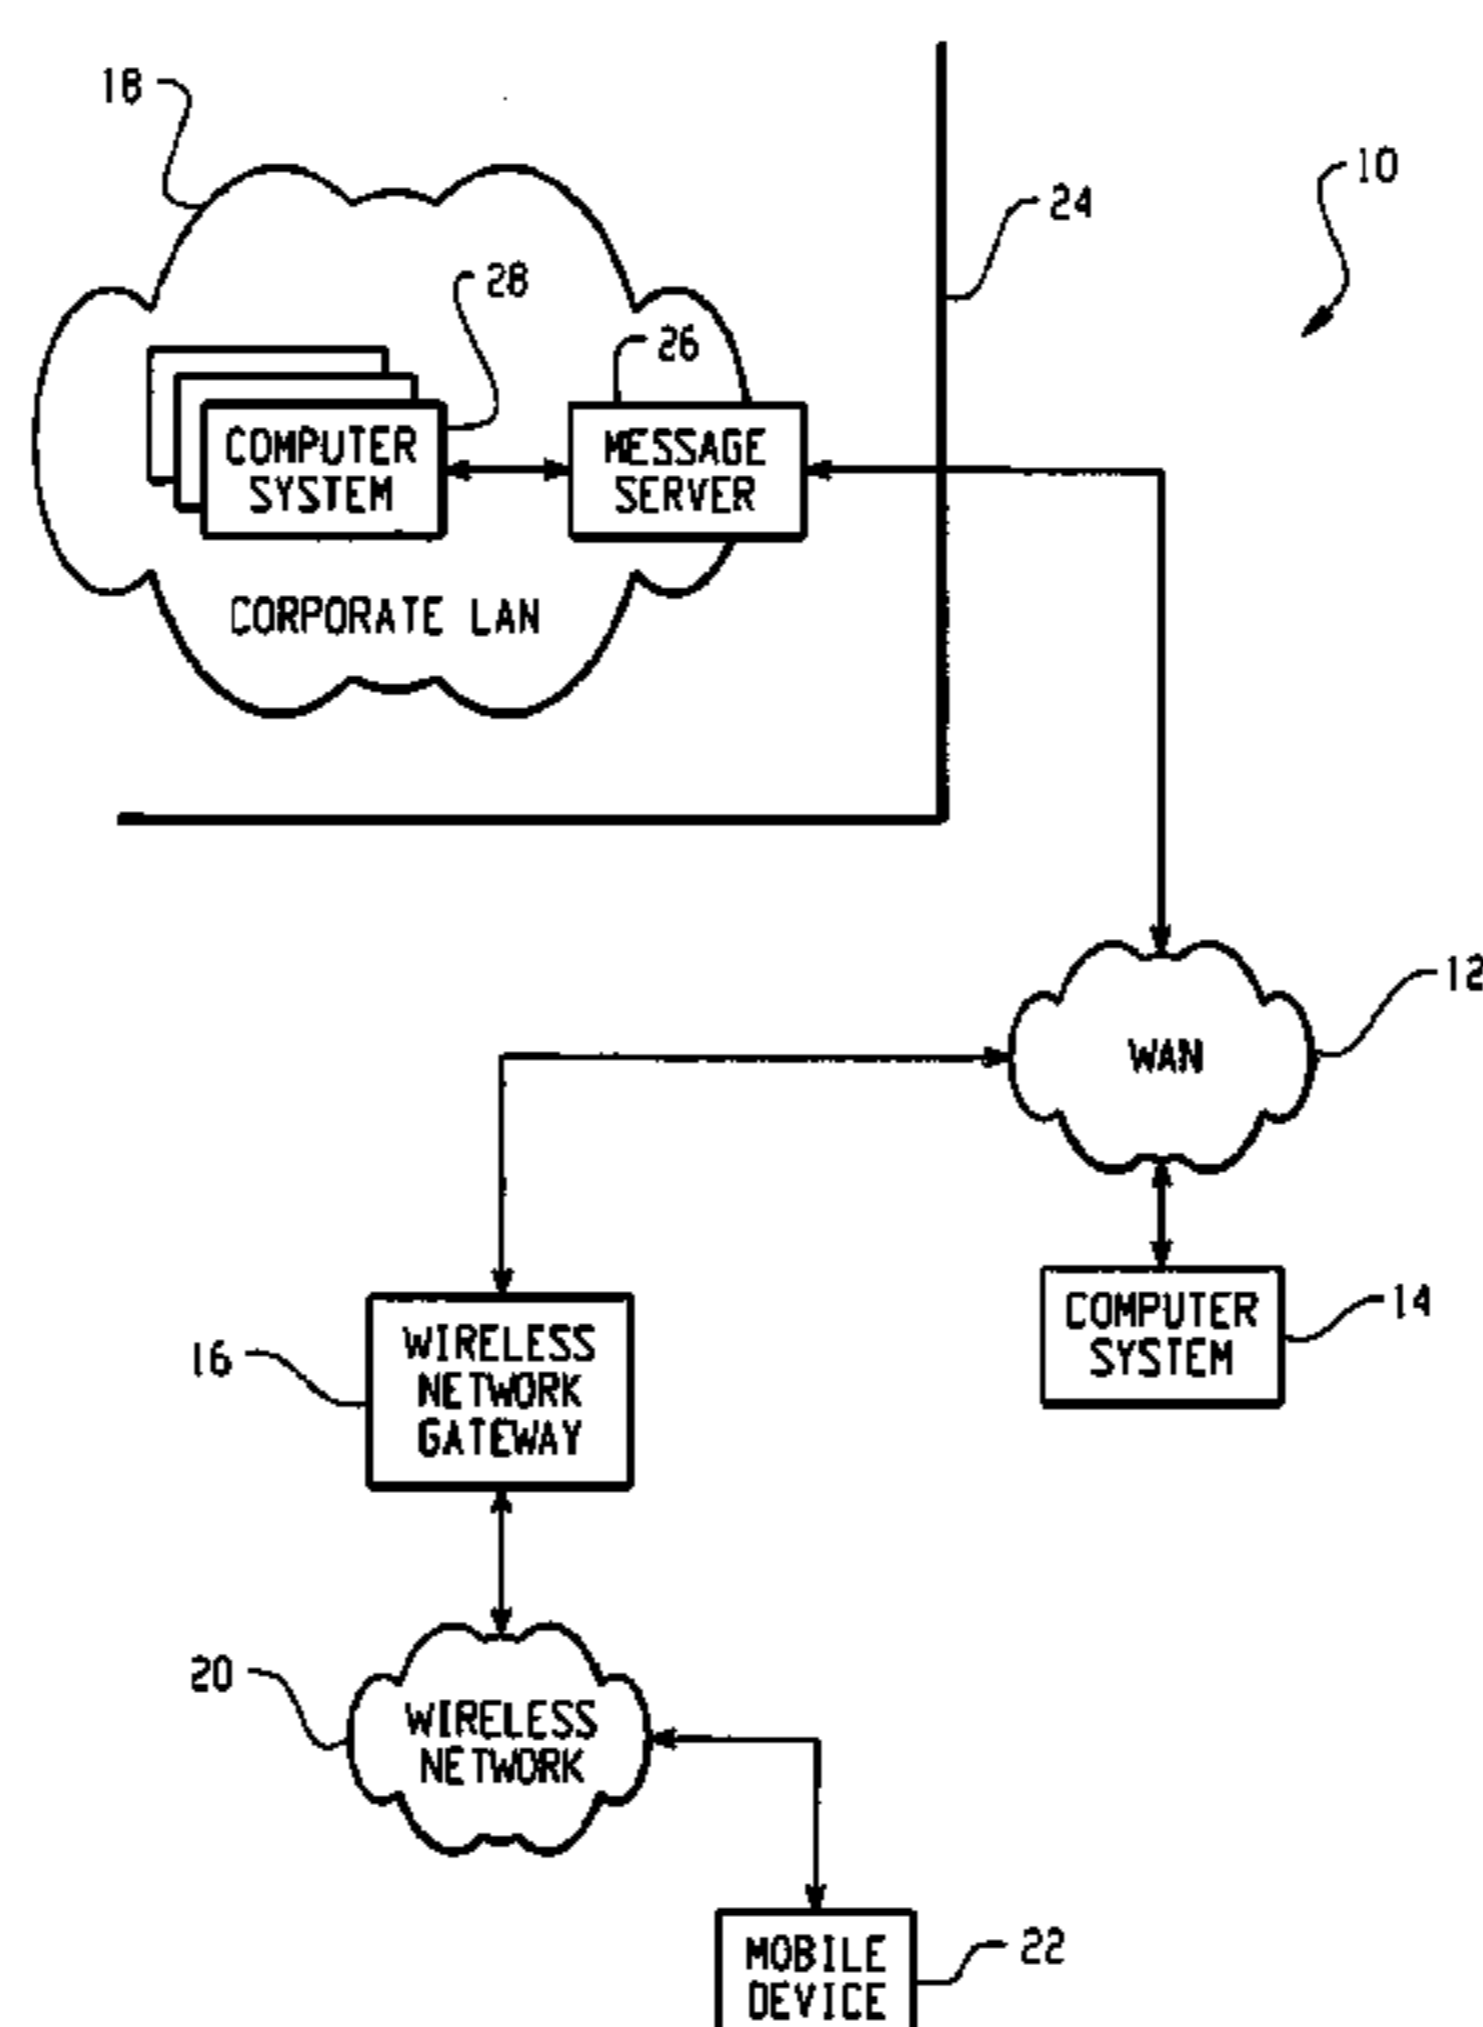 18
10
24
28
26
COMPUTER
SYSTEM
MESSAGE
SERVER
CORPORATE LAN
12
WAN
COMPUTER
SYSTEM
14
16
WIRELESS
NETWORK
GATEWAY
20
WIRELESS
NETWORK
MOBILE
DEVICE
22